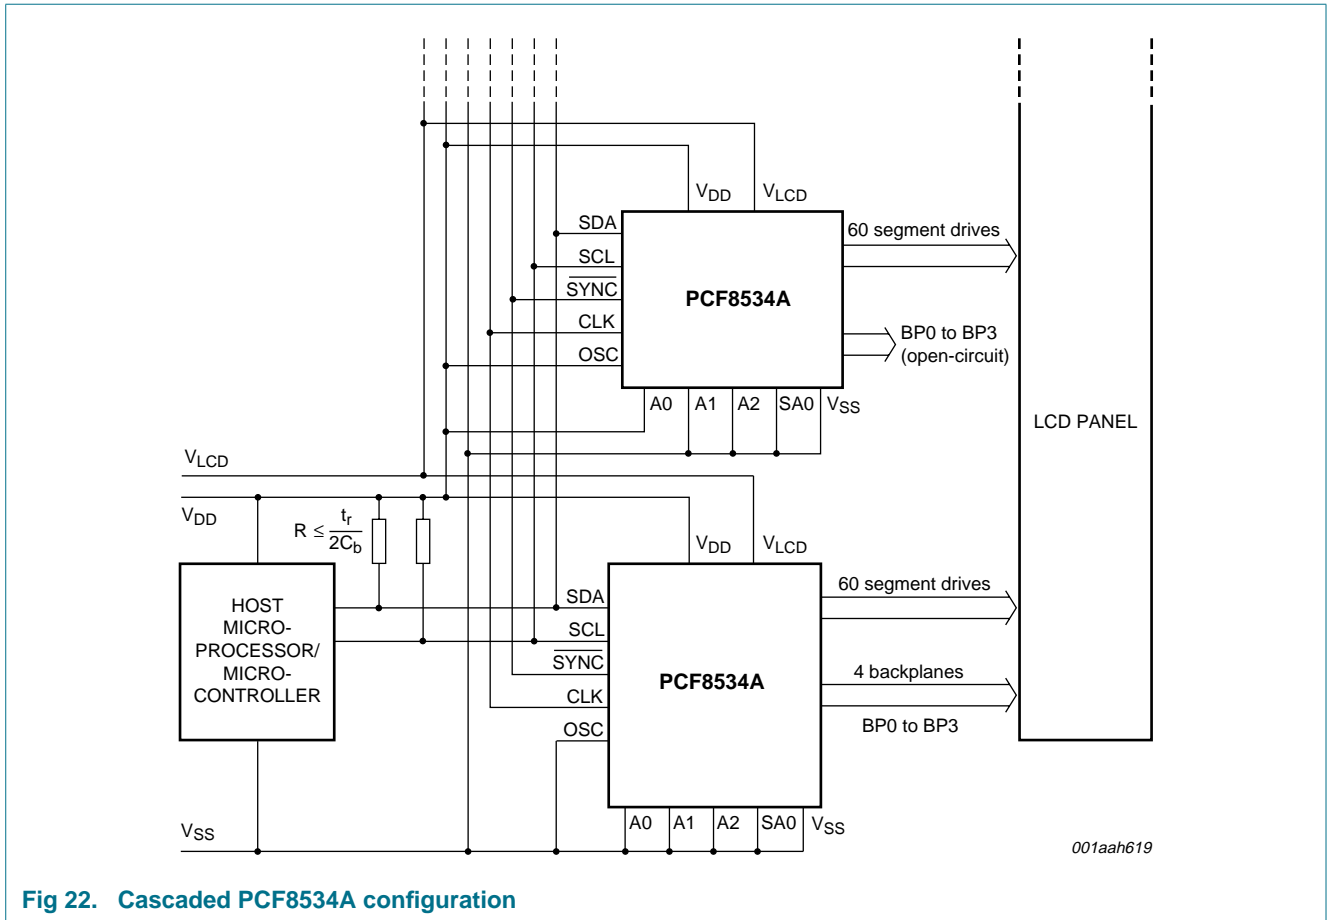 VDD
VLCD
SDA
SCL
SYNC
CLK
OSC
PCF8534A
60 segment drives
BP0 to BP3
(open-circuit)
A0
A1
A2
SA0
VSS
LCD PANEL
VLCD
VDD
R ≤ tr
2Cb
HOST
MICRO-
PROCESSOR/
MICRO-
CONTROLLER
VDD
VLCD
SDA
SCL
SYNC
CLK
OSC
PCF8534A
60 segment drives
4 backplanes
BP0 to BP3
A0
A1
A2
SA0
VSS
VSS
001aah619
Fig 22. Cascaded PCF8534A configuration